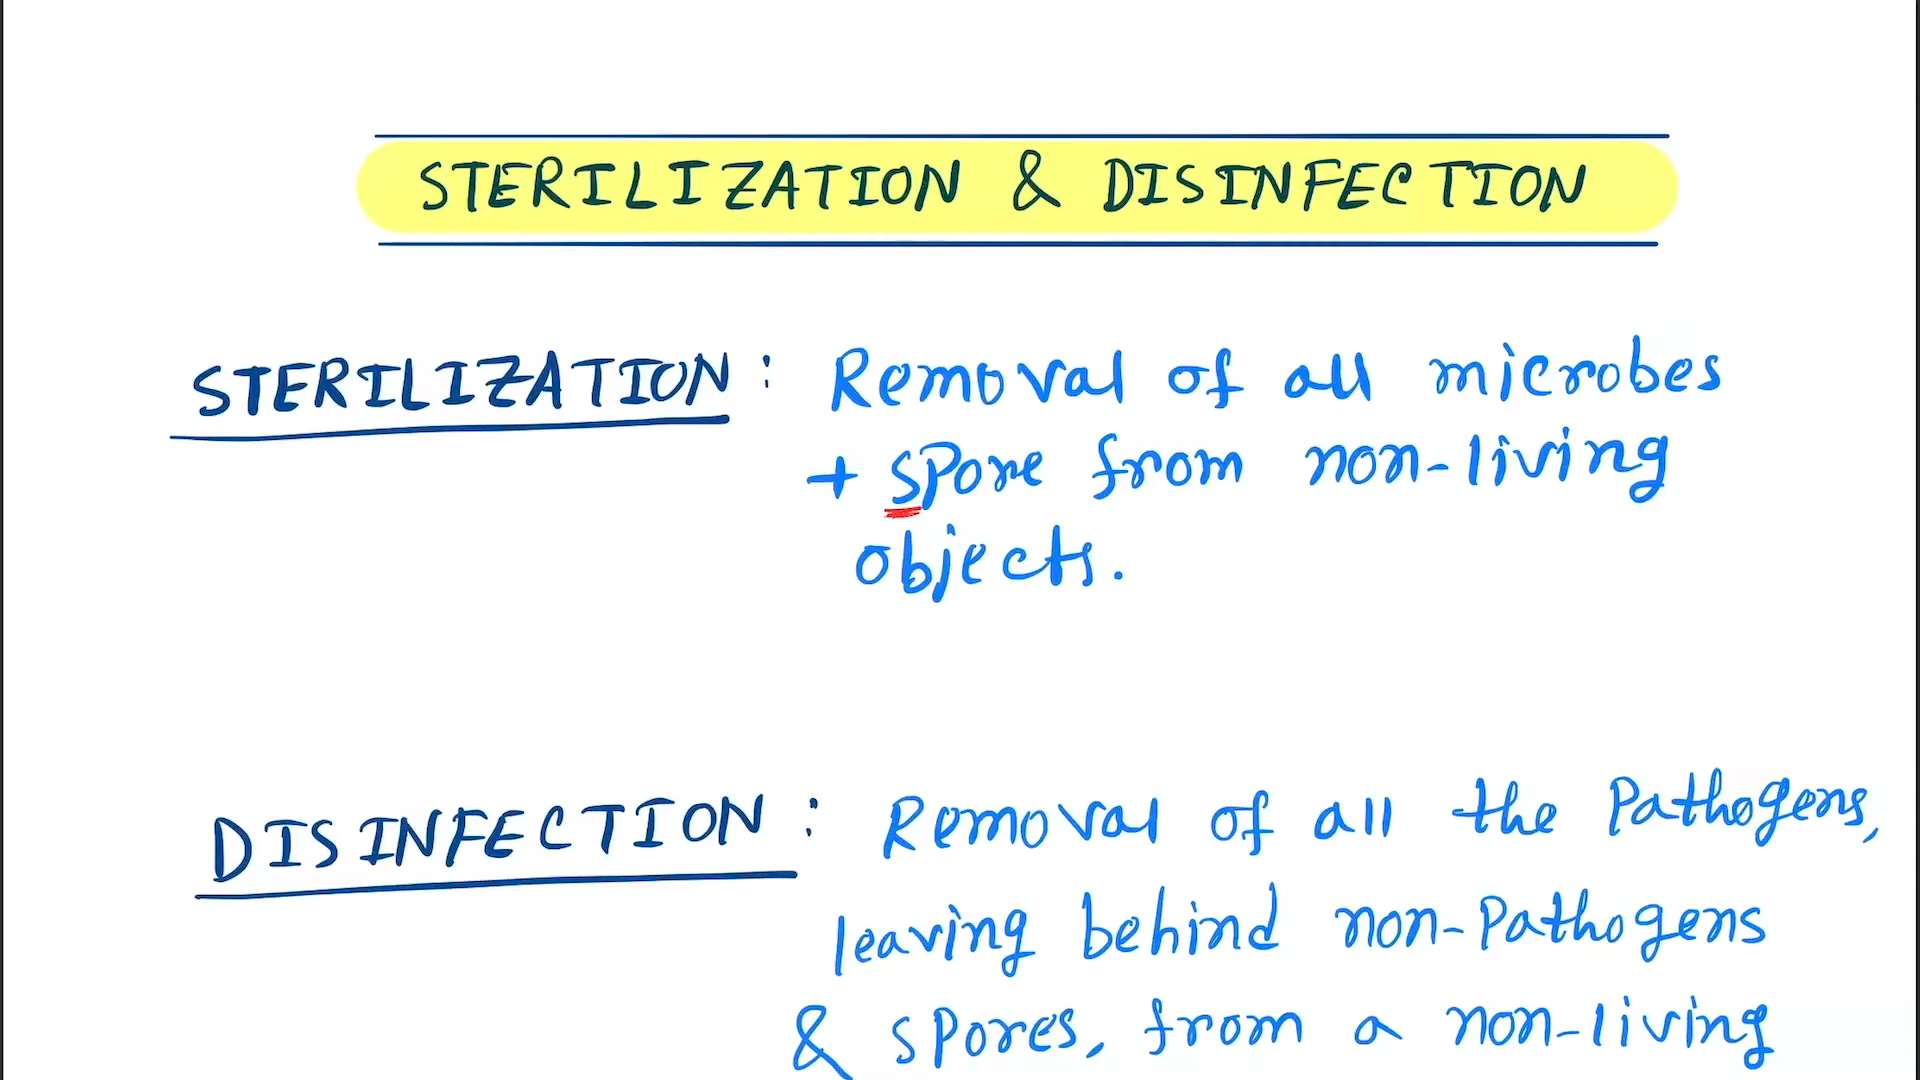 STERILIZATION & DISINFECTION
STERILIZATION : Removal of all microbes
+ spore from non-living
objects.
DISINFECTION : Removal of all the Pathogens,
leaving behind non-Pathogens
& spores, from a non-living